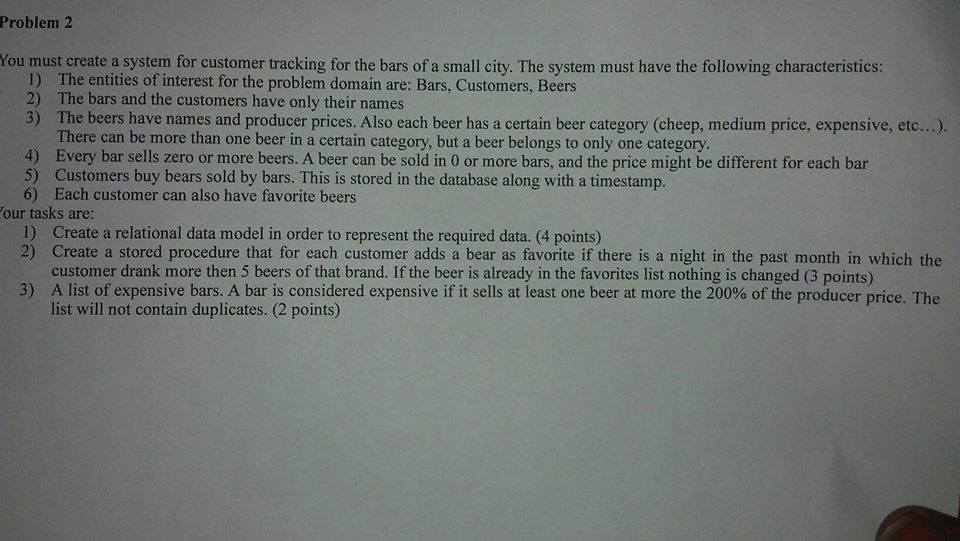 Problem 2
You must create a system for customer tracking for the bars of a small city. The system must have the following characteristics:
1) The entities of interest for the problem domain are: Bars, Customers, Beers
2) The bars and the customers have only their names
3) The beers have names and producer prices. Also each beer has a certain beer category (cheep, medium price, expensive, etc...).
There can be more than one beer in a certain category, but a beer belongs to only one category.
4) Every bar sells zero or more beers. A beer can be sold in 0 or more bars, and the price might be different for each bar
5) Customers buy bears sold by bars. This is stored in the database along with a timestamp.
6) Each customer can also have favorite beers
Your tasks are:
1) Create a relational data model in order to represent the required data. (4 points)
2) Create a stored procedure that for each customer adds a bear as favorite if there is a night in the past month in which the
customer drank more then 5 beers of that brand. If the beer is already in the favorites list nothing is changed (3 points)
3) A list of expensive bars. A bar is considered expensive if it sells at least one beer at more the 200% of the producer price. The
list will not contain duplicates. (2 points)